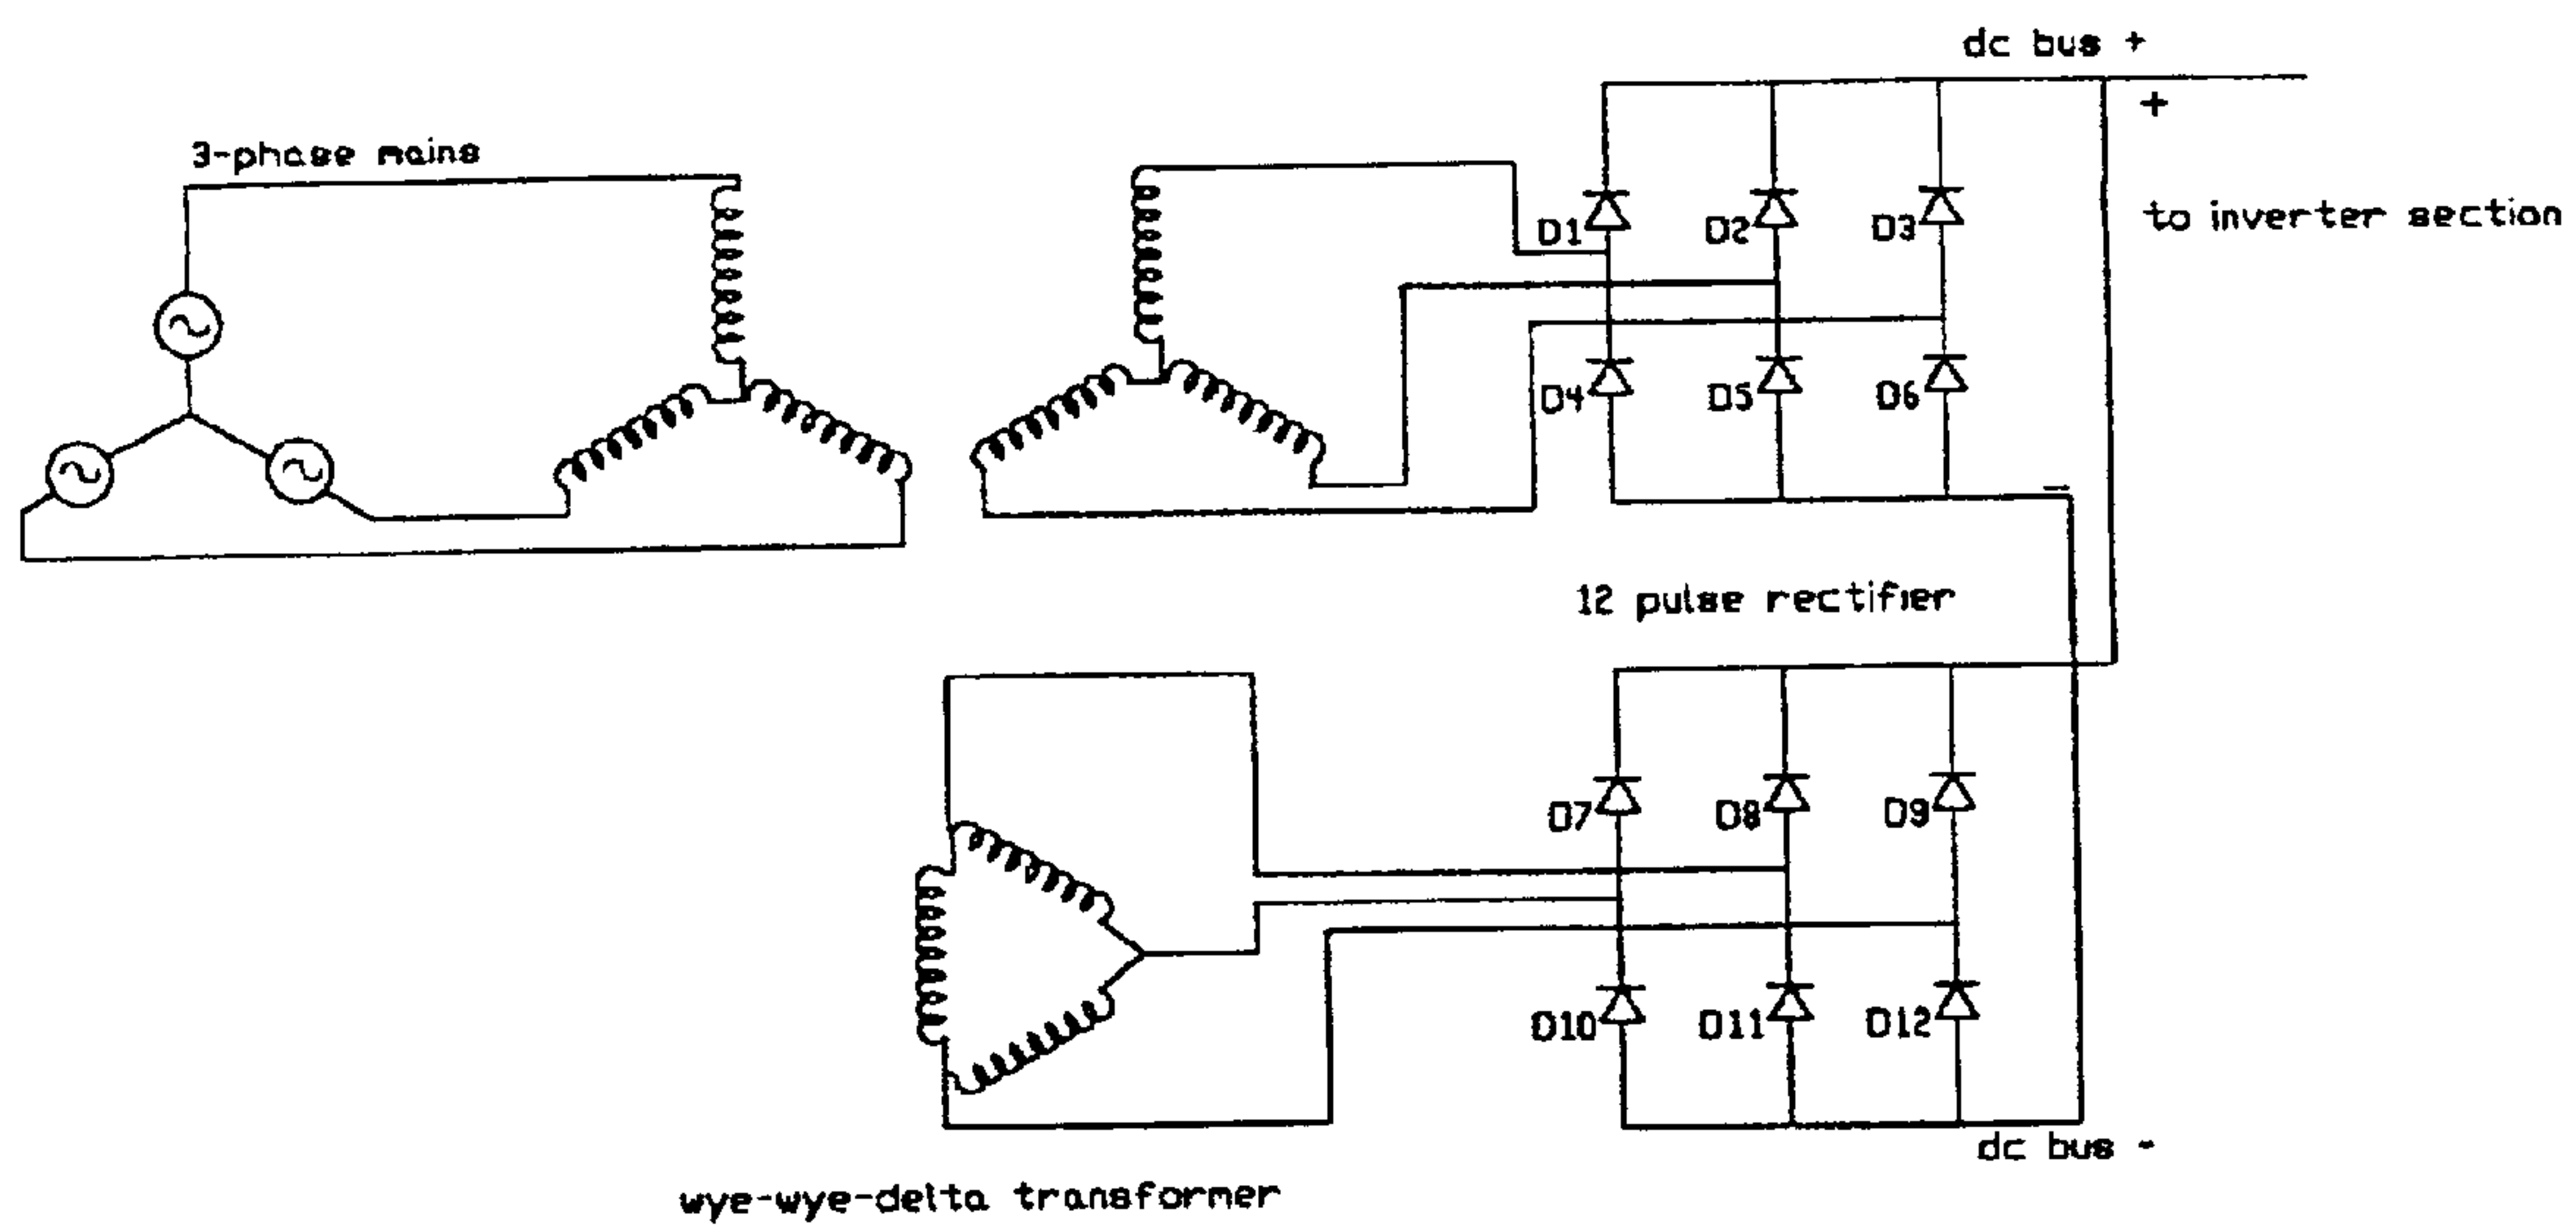 dc bus +
+
3-phase mains
to inverter section
D1
D2
D3
D4
D5
D6
-
12 pulse rectifier
D7
D8
D9
D10
D11
D12
dc bus -
wye-wye-delta transformer